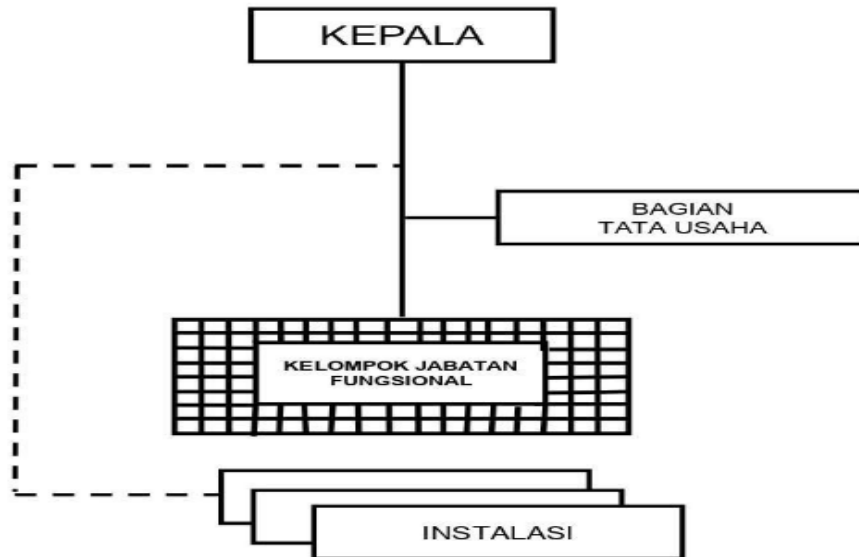 KEPALA
BAGIAN
TATA USAHA
KELOMPOK JABATAN
FUNGSIONAL
INSTALASI